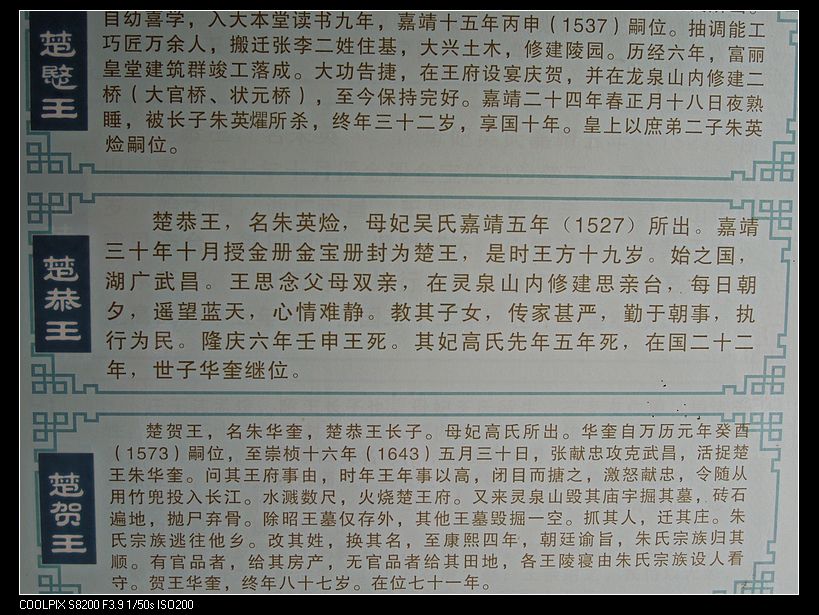 楚愍王
自幼喜学，入大本堂读书九年，嘉靖十五年丙申（1537）嗣位。抽调能工
巧匠万余人，搬迁张李二姓住基，大兴土木，修建陵园。历经六年，富丽
皇堂建筑群竣工落成。大功告捷，在王府设宴庆贺，并在龙泉山内修建二
桥（大官桥、状元桥），至今保持完好。嘉靖二十四年春正月十八日夜熟
睡，被长子朱英燿所杀，终年三十二岁，享国十年。皇上以庶弟二子朱英
㷿嗣位。
楚恭王
楚恭王，名朱英㷿，母妃吴氏嘉靖五年（1527）所出。嘉靖
三十年十月授金册金宝册封为楚王，是时王方十九岁。始之国，
湖广武昌。王思念父母双亲，在灵泉山内修建思亲台，每日朝
夕，遥望蓝天，心情难静。教其子女，传家甚严，勤于朝事，执
行为民。隆庆六年壬申王死。其妃高氏先年五年死，在国二十二
年，世子华奎继位。
楚贺王
楚贺王，名朱华奎，楚恭王长子。母妃高氏所出。华奎自万历元年癸酉
（1573）嗣位，至崇桢十六年（1643）五月三十日，张献忠攻克武昌，活捉楚
王朱华奎。问其王府事由，时年王年事以高，闭目而搪之，激怒献忠，令随从
用竹兜投入长江。水溅数尺，火烧楚王府。又来灵泉山毁其庙宇掘其墓，砖石
遍地，抛尸弃骨。除昭王墓仅存外，其他王墓毁掘一空。抓其人，迁其庄。朱
氏宗族逃往他乡。改其姓，换其名，至康熙四年，朝廷谕旨，朱氏宗族归其
顺。有官品者，给其房产，无官品者给其田地，各王陵寝由朱氏宗族设人看
守。贺王华奎，终年八十七岁。在位七十一年。
COOLPIX S8200 F3.9 1/50s ISO200